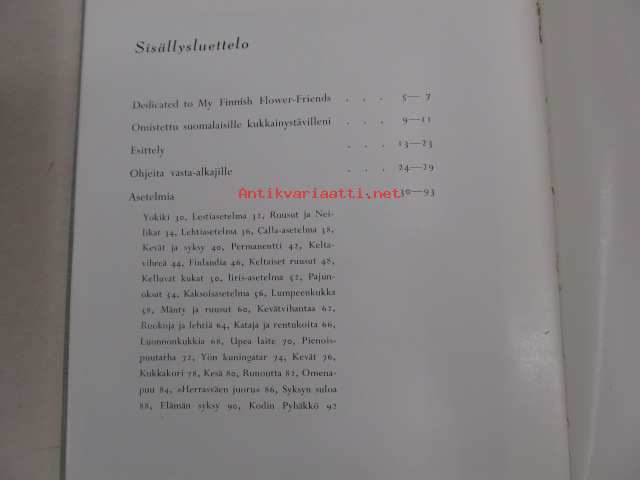 Sisällysluettelo
Dedicated to My Finnish Flower-Friends . . . 5—7
Omistettu suomalaisille kukkainystävilleni . . . 9—11
Esittely . . . 13—23
Ohjeita vasta-alkajille . . . 24—29
Asetelmia . . . 30—93
Antikvariaatti.net
Yokiki 30, Lestiasetelma 32, Ruusut ja Nei-
likat 34, Lehtiasetelma 36, Calla-asetelma 38,
Kevät ja syksy 40, Permanentti 42, Kelta-
vihreä 44, Finlandia 46, Keltaiset ruusut 48,
Kelluvat kukat 50, Iiris-asetelma 52, Pajun-
oksat 54, Kaksoisasetelma 56, Lumpeenkukka
58, Mänty ja ruusut 60, Kevätvihantaa 62,
Ruokoja ja lehtiä 64, Kataja ja rentukoita 66,
Luonnonkukkia 68, Upea laite 70, Pienois-
puutarha 72, Yön kuningatar 74, Kevät 76,
Kukkakori 78, Kesä 80, Runoutta 82, Omena-
puu 84, »Herrasväen juoru» 86, Syksyn suloa
88, Elämän syksy 90, Kodin Pyhäkkö 92